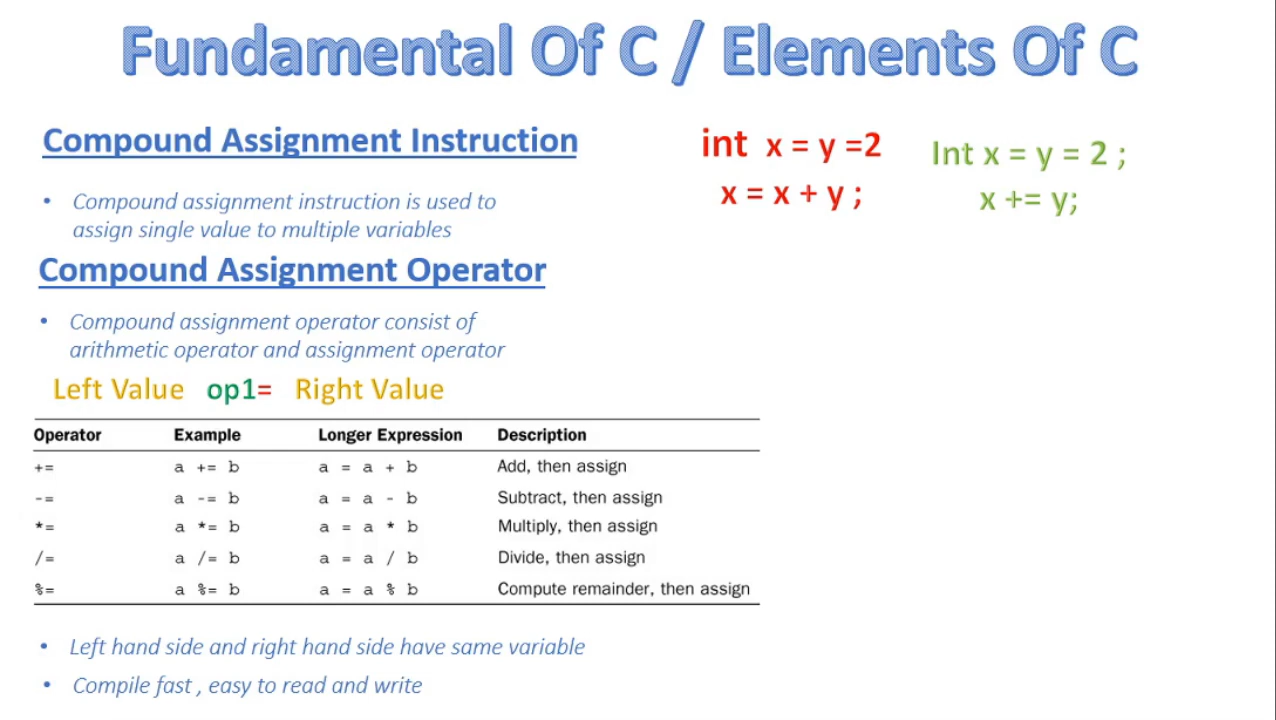 Fundamental Of C / Elements Of C
Compound Assignment Instruction
int x = y =2
Int x = y = 2 ;
x = x + y ;
x += y;
• Compound assignment instruction is used to
assign single value to multiple variables
Compound Assignment Operator
• Compound assignment operator consist of
arithmetic operator and assignment operator
Left Value op1= Right Value
Operator Example Longer Expression Description
+= a += b a = a + b Add, then assign
-= a -= b a = a - b Subtract, then assign
*= a *= b a = a * b Multiply, then assign
/= a /= b a = a / b Divide, then assign
%= a %= b a = a % b Compute remainder, then assign
• Left hand side and right hand side have same variable
• Compile fast , easy to read and write